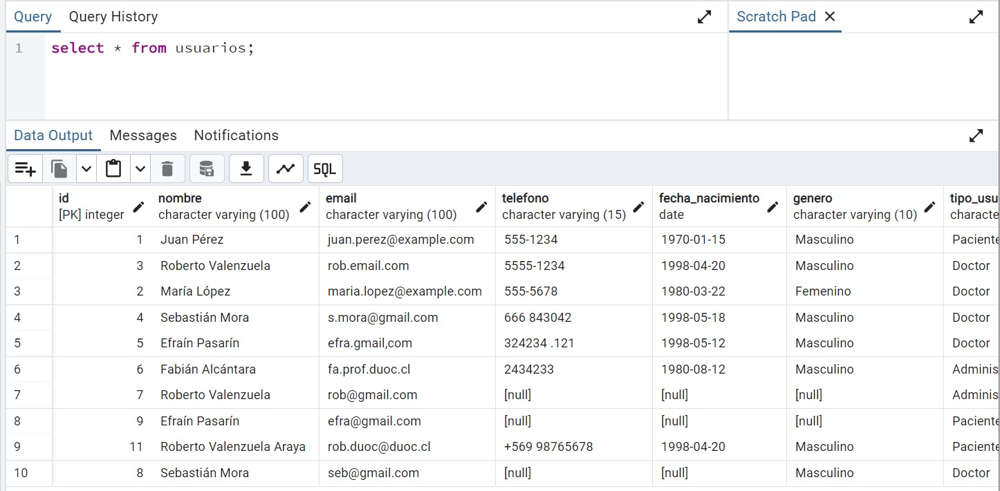 Query Query History Scratch Pad
1 select * from usuarios;
Data Output Messages Notifications
SQL
id nombre email telefono fecha_nacimiento genero tipo_usu
[PK] integer character varying (100) character varying (100) character varying (15) date character varying (10) characte
1 1 Juan Pérez juan.perez@example.com 555-1234 1970-01-15 Masculino Paciente
2 3 Roberto Valenzuela rob.email.com 5555-1234 1998-04-20 Masculino Doctor
3 2 María López maria.lopez@example.com 555-5678 1980-03-22 Femenino Doctor
4 4 Sebastián Mora s.mora@gmail.com 666 843042 1998-05-18 Masculino Doctor
5 5 Efraín Pasarín efra.gmail,com 324234 .121 1998-05-12 Masculino Doctor
6 6 Fabián Alcántara fa.prof.duoc.cl 2434233 1980-08-12 Masculino Adminis
7 7 Roberto Valenzuela rob@gmail.com [null] [null] [null] Adminis
8 9 Efraín Pasarín efra@gmail.com [null] [null] [null] Paciente
9 11 Roberto Valenzuela Araya rob.duoc@duoc.cl +569 98765678 1998-04-20 Masculino Paciente
10 8 Sebastián Mora seb@gmail.com [null] [null] Masculino Doctor